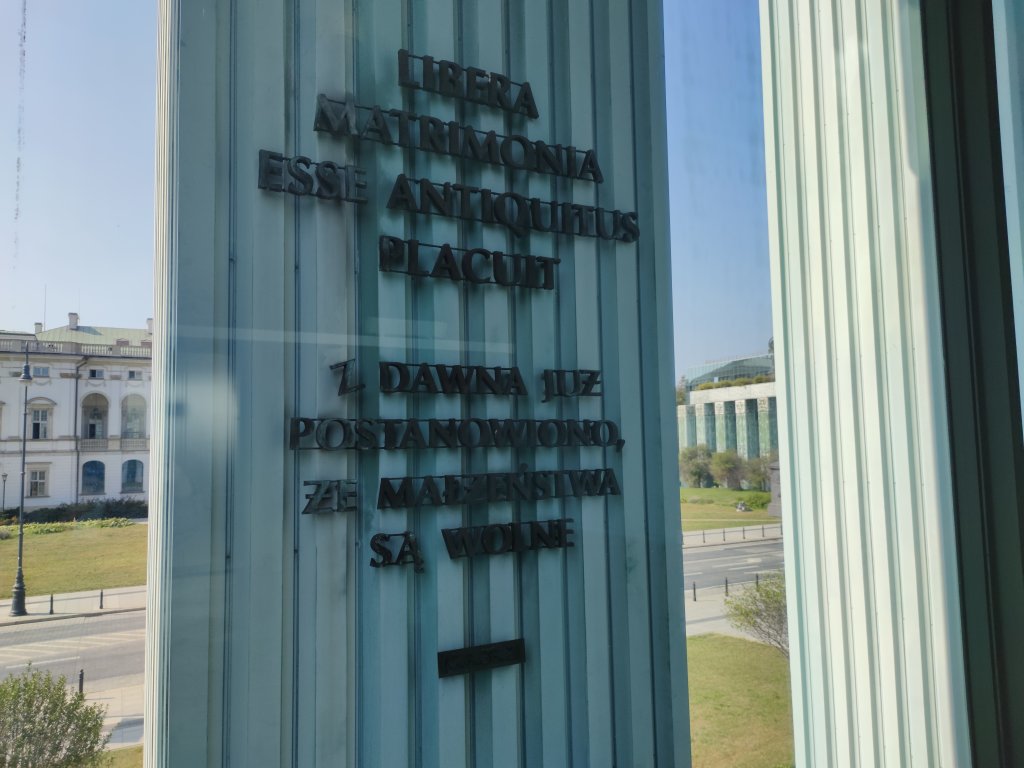 LIBERA
MATRIMONIA
ESSE ANTIQUITUS
PLACUIT
Z DAWNA JUŻ
POSTANOWIONO,
ŻE MAŁŻEŃSTWA
SĄ WOLNE